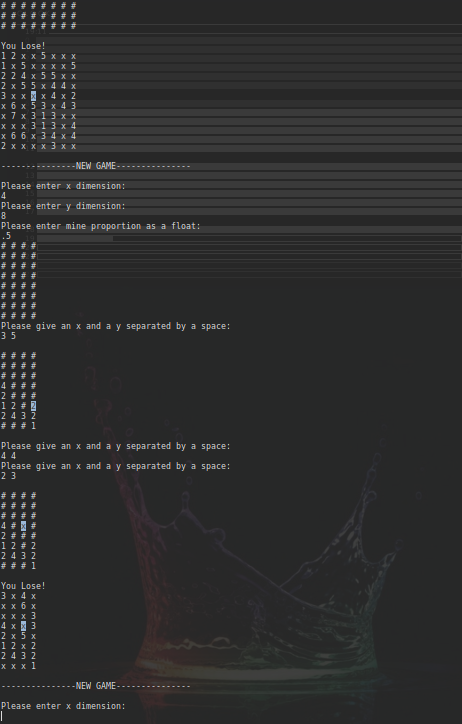 # # # # # # # #
# # # # # # # #
# # # # # # # #
You Lose!
1 2 x x 5 x x x
1 x 5 x x x x 5
2 2 4 x 5 5 x x
2 x 5 5 x 4 4 x
3 x x x x 4 x 2
x 6 x 5 3 x 4 3
x 7 x 3 1 3 x x
x x x 3 1 3 x 4
x 6 6 x 3 4 x 4
2 x x x x 3 x x
---------------NEW GAME---------------
Please enter x dimension:
4
Please enter y dimension:
8
Please enter mine proportion as a float:
.5
# # # #
# # # #
# # # #
# # # #
# # # #
# # # #
# # # #
# # # #
Please give an x and a y separated by a space:
3 5
# # # #
# # # #
# # # #
4 # # #
2 # # #
1 2 # 2
2 4 3 2
# # # 1
Please give an x and a y separated by a space:
4 4
Please give an x and a y separated by a space:
2 3
# # # #
# # # #
# # # #
4 # x #
2 # # #
1 2 # 2
2 4 3 2
# # # 1
You Lose!
3 x 4 x
x x 6 x
x x x 3
4 x x 3
2 x 5 x
1 2 x 2
2 4 3 2
x x x 1
---------------NEW GAME---------------
Please enter x dimension: